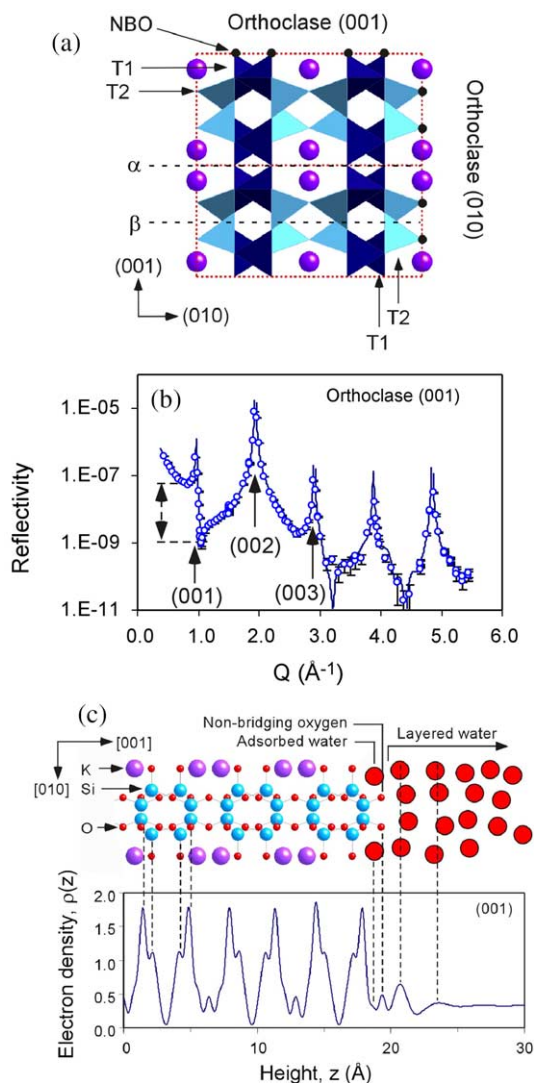 (a)
Orthoclase (001)
NBO
T1
T2
α
β
(001)
(010)
Orthoclase (010)
T2
T1
(b)
Orthoclase (001)
1.E-05
1.E-07
1.E-09
1.E-11
Reflectivity
(001)
(002)
(003)
0.0 1.0 2.0 3.0 4.0 5.0 6.0
Q (Å⁻¹)
(c)
Non-bridging oxygen
Adsorbed water
Layered water
[001]
[010]
K
Si
O
Electron density, ρ(z)
2.0
1.5
1.0
0.5
0.0
(001)
0 10 20 30
Height, z (Å)